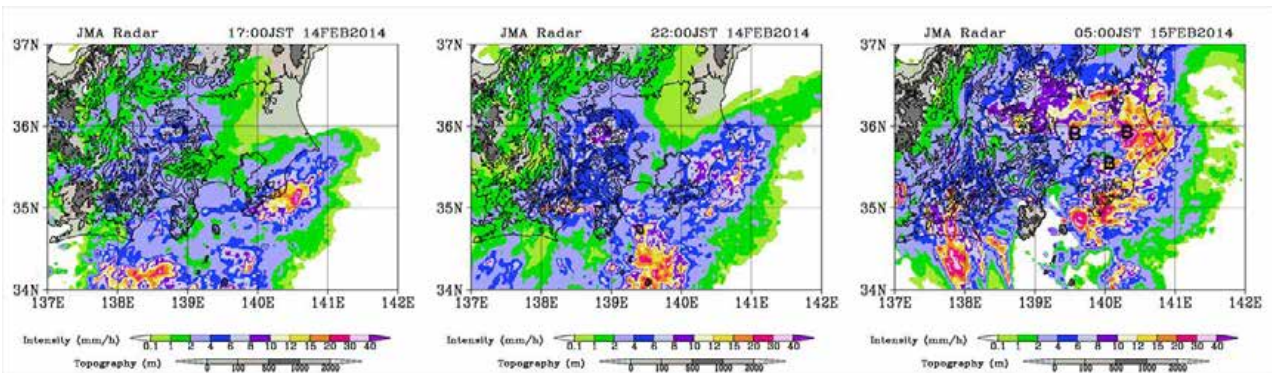 JMA Radar 17:00JST 14FEB2014
37N
36N
35N
34N
137E 138E 139E 140E 141E 142E
Intensity (mm/h) 0.1 1 2 4 6 8 10 12 15 20 30 40
Topography (m) 0 100 500 1000 2000
JMA Radar 22:00JST 14FEB2014
37N
36N
35N
34N
137E 138E 139E 140E 141E 142E
Intensity (mm/h) 0.1 1 2 4 6 8 10 12 15 20 30 40
Topography (m) 0 100 500 1000 2000
JMA Radar 05:00JST 15FEB2014
37N
36N
B B
B
35N
34N
137E 138E 139E 140E 141E 142E
Intensity (mm/h) 0.1 1 2 4 6 8 10 12 15 20 30 40
Topography (m) 0 100 500 1000 2000